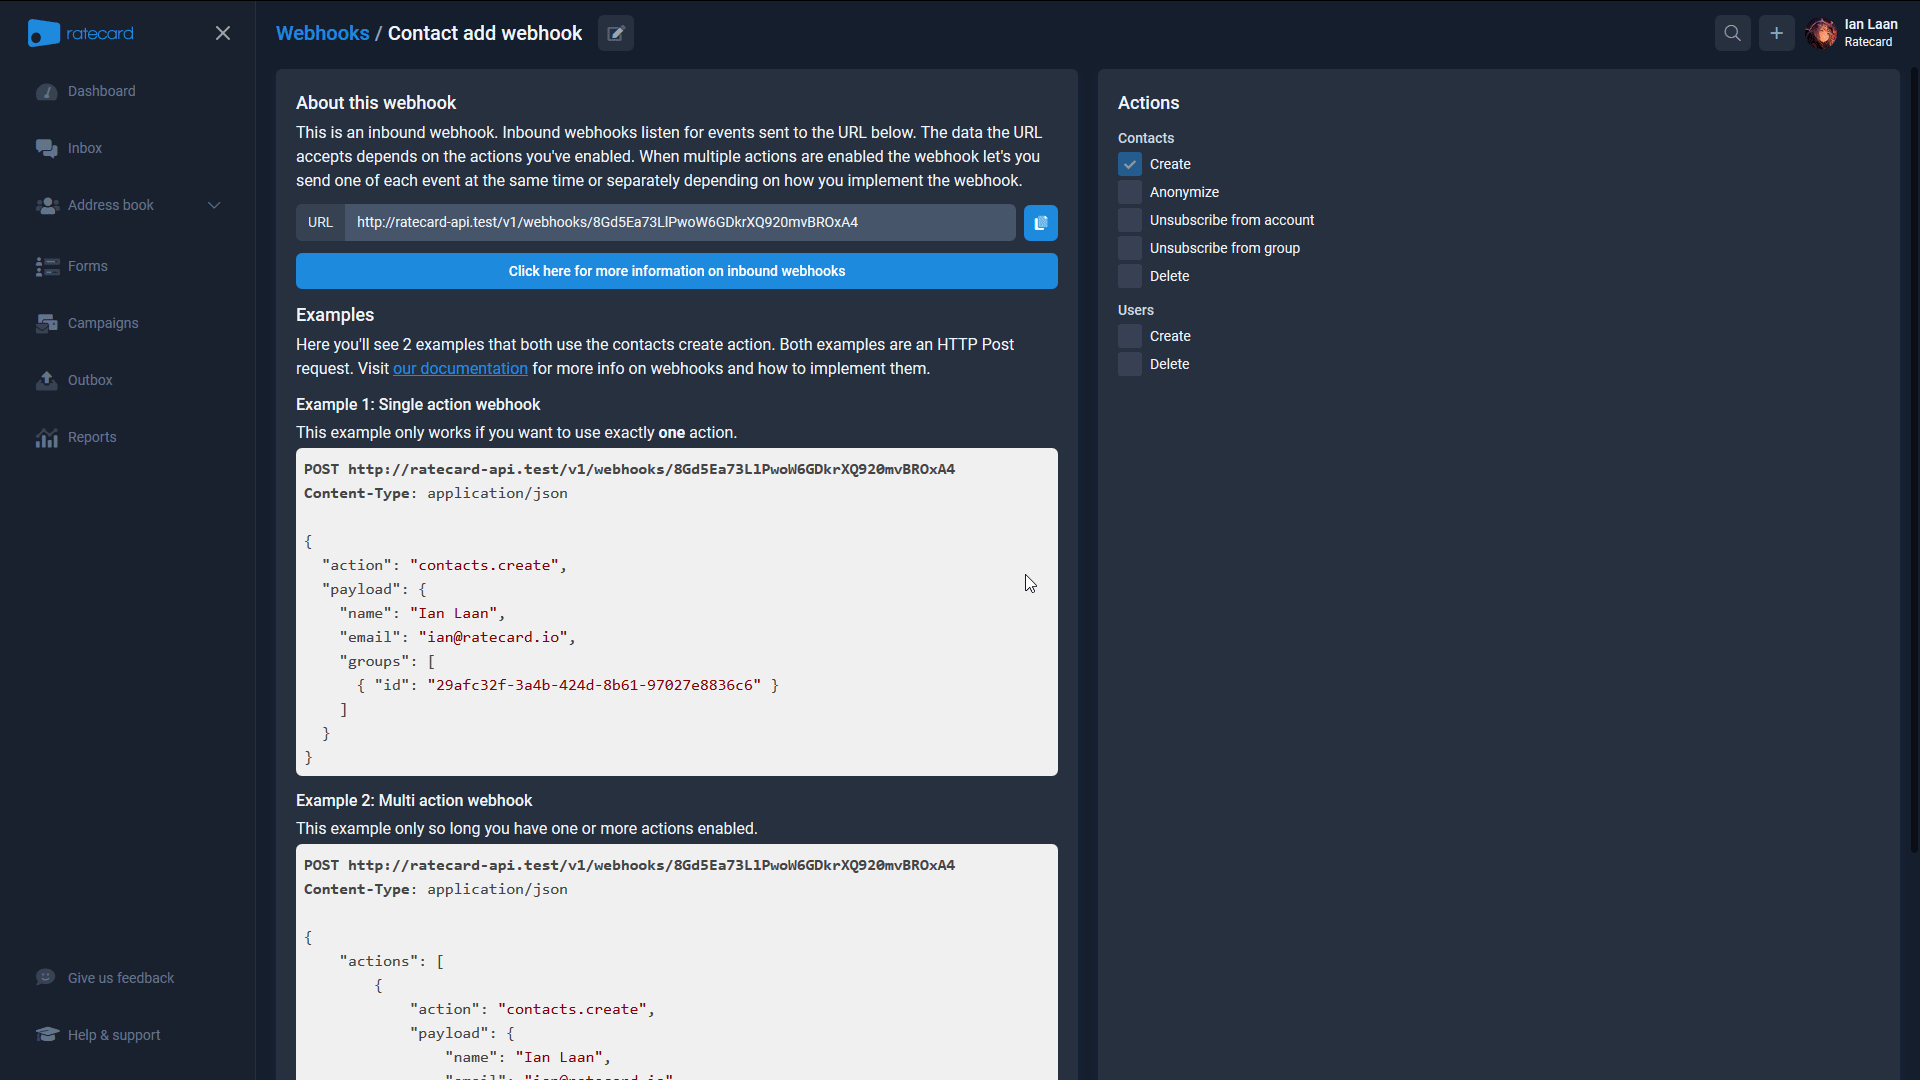 ratecard
Dashboard
Inbox
Address book
Forms
Campaigns
Outbox
Reports
Give us feedback
Help & support
Webhooks / Contact add webhook
Ian Laan
Ratecard
About this webhook
This is an inbound webhook. Inbound webhooks listen for events sent to the URL below. The data the URL
accepts depends on the actions you've enabled. When multiple actions are enabled the webhook let's you
send one of each event at the same time or separately depending on how you implement the webhook.
URL http://ratecard-api.test/v1/webhooks/8Gd5Ea73LlPwoW6GDkrXQ920mvBROxA4
Click here for more information on inbound webhooks
Examples
Here you'll see 2 examples that both use the contacts create action. Both examples are an HTTP Post
request. Visit our documentation for more info on webhooks and how to implement them.
Example 1: Single action webhook
This example only works if you want to use exactly one action.
POST http://ratecard-api.test/v1/webhooks/8Gd5Ea73LlPwoW6GDkrXQ920mvBROxA4
Content-Type: application/json
{
"action": "contacts.create",
"payload": {
"name": "Ian Laan",
"email": "ian@ratecard.io",
"groups": [
{ "id": "29afc32f-3a4b-424d-8b61-97027e8836c6" }
]
}
}
Example 2: Multi action webhook
This example only so long you have one or more actions enabled.
POST http://ratecard-api.test/v1/webhooks/8Gd5Ea73LlPwoW6GDkrXQ920mvBROxA4
Content-Type: application/json
{
"actions": [
{
"action": "contacts.create",
"payload": {
"name": "Ian Laan",
"email": "ian@ratecard.io"
Actions
Contacts
Create
Anonymize
Unsubscribe from account
Unsubscribe from group
Delete
Users
Create
Delete